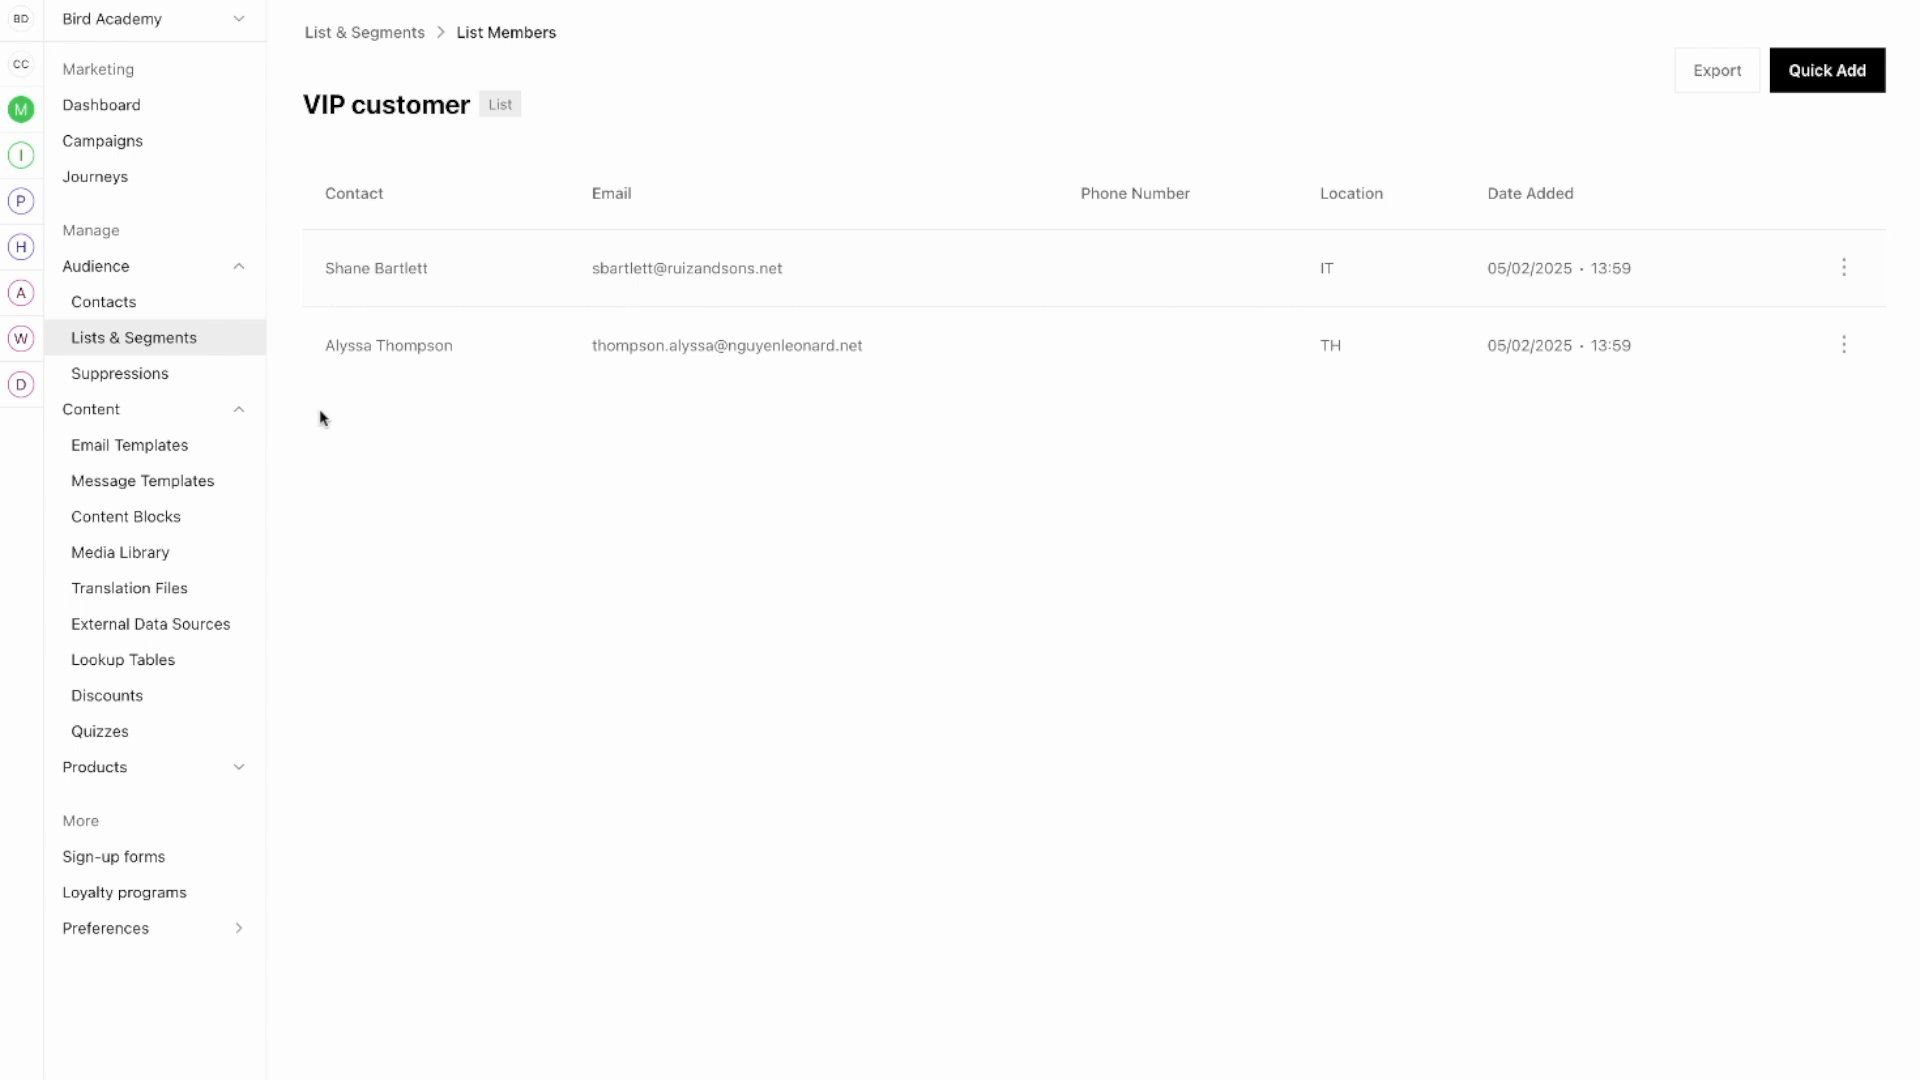 BD
Bird Academy
CC
M
I
P
H
A
W
D
Marketing
Dashboard
Campaigns
Journeys
Manage
Audience
Contacts
Lists & Segments
Suppressions
Content
Email Templates
Message Templates
Content Blocks
Media Library
Translation Files
External Data Sources
Lookup Tables
Discounts
Quizzes
Products
More
Sign-up forms
Loyalty programs
Preferences
List & Segments > List Members
Export Quick Add
VIP customer List
Contact Email Phone Number Location Date Added
Shane Bartlett sbartlett@ruizandsons.net IT 05/02/2025 · 13:59
Alyssa Thompson thompson.alyssa@nguyenleonard.net TH 05/02/2025 · 13:59